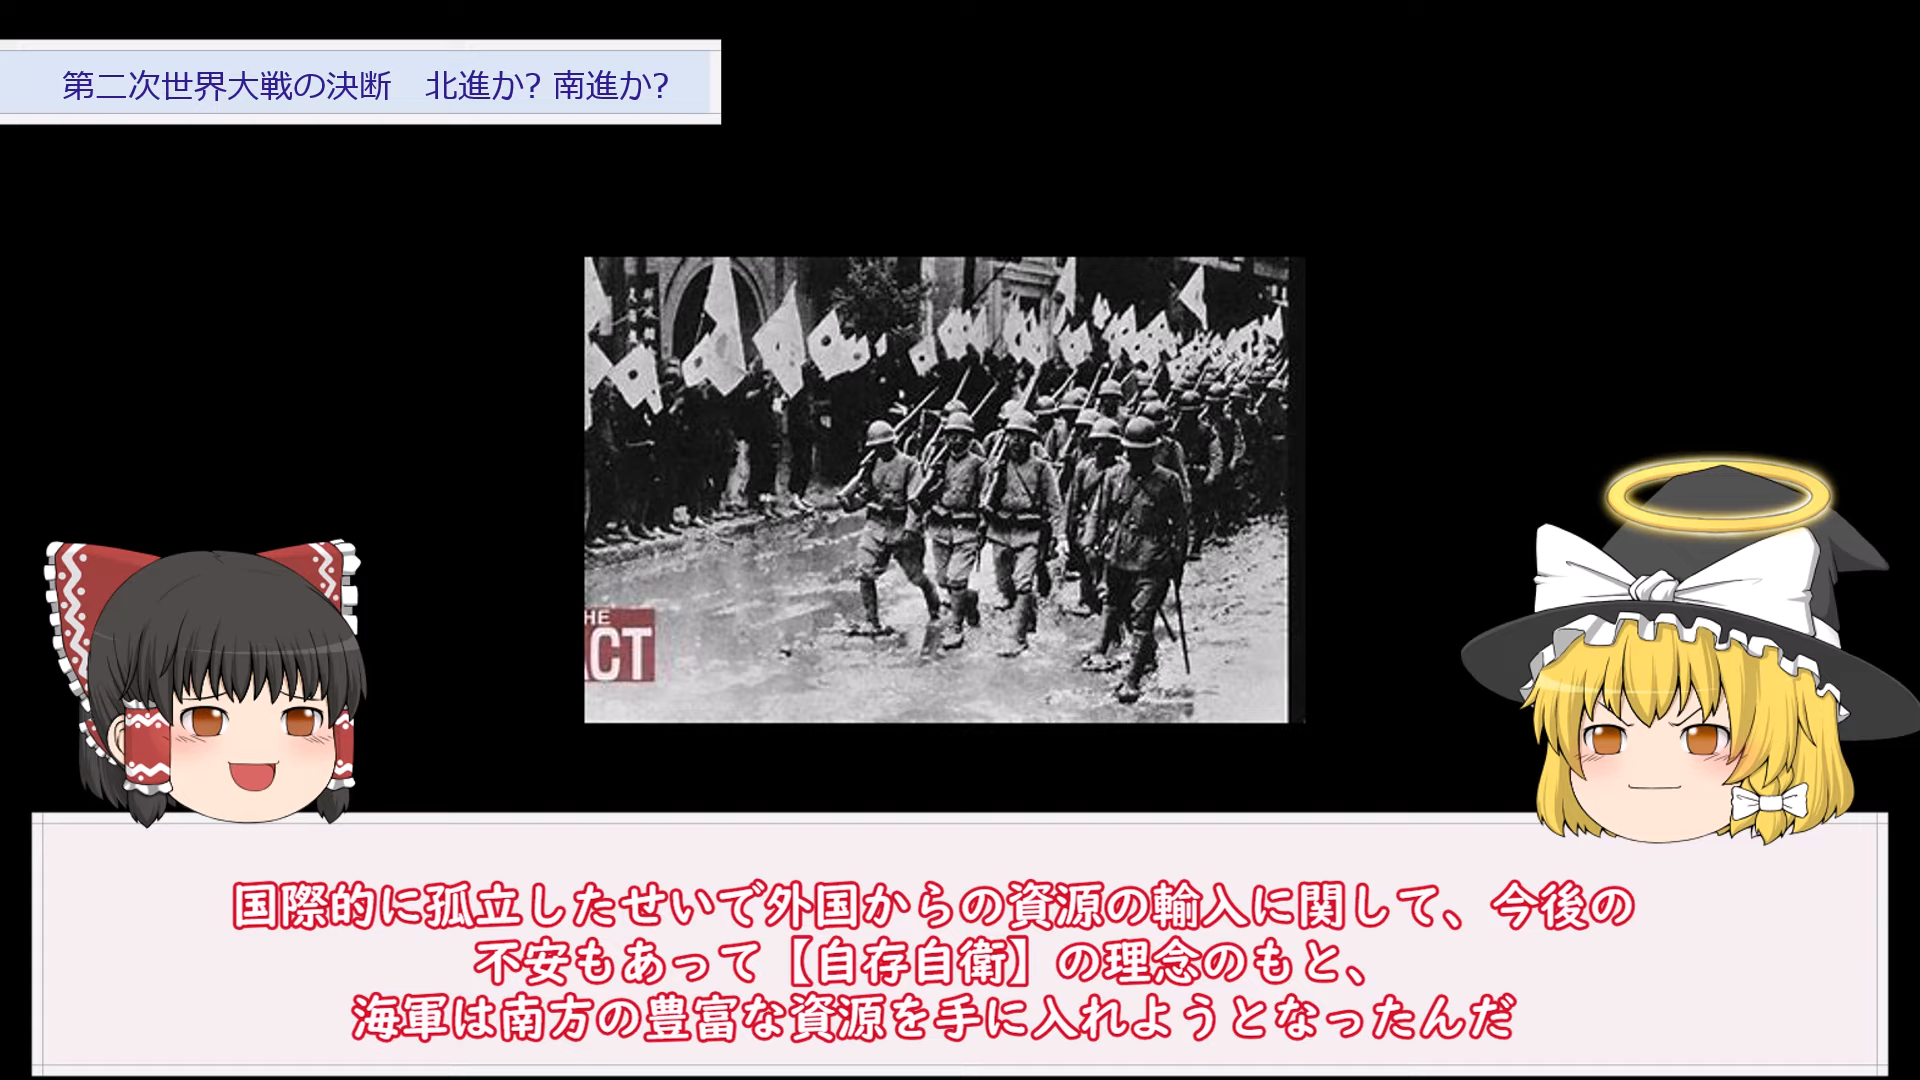 第二次世界大戦の決断　北進か? 南進か?
HE
ACT
国際的に孤立したせいで外国からの資源の輸入に関して、今後の
不安もあって【自存自衛】の理念のもと、
海軍は南方の豊富な資源を手に入れようとなったんだ